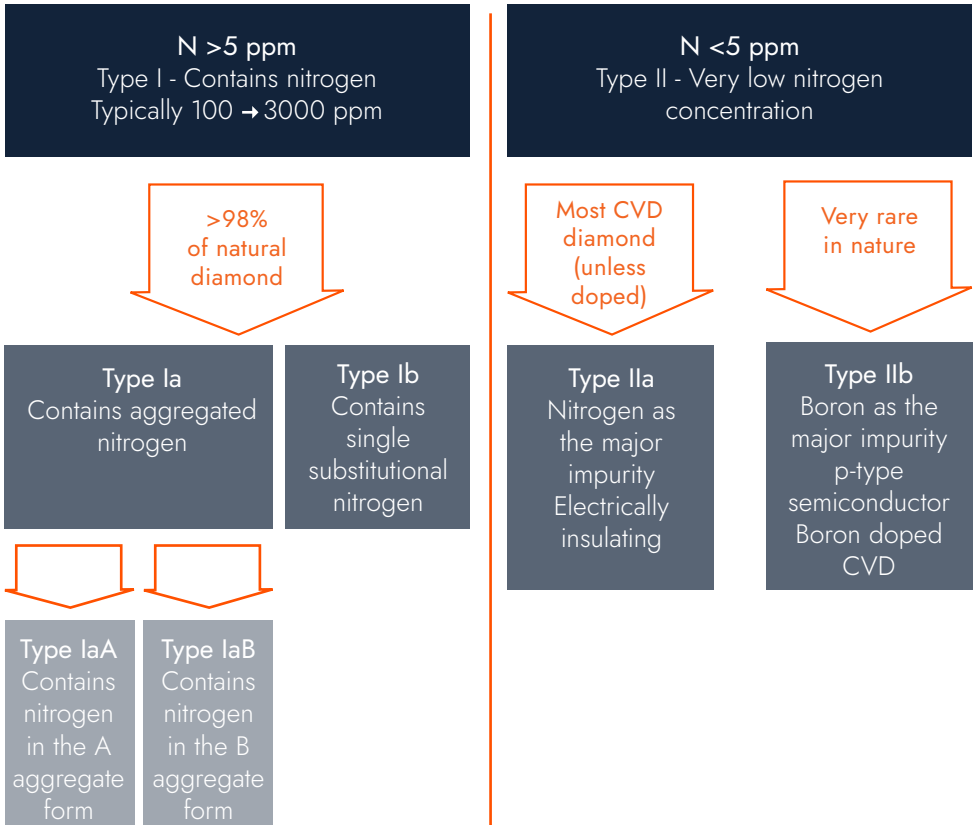 N >5 ppm
Type I - Contains nitrogen
Typically 100 → 3000 ppm
N <5 ppm
Type II - Very low nitrogen
concentration
>98%
of natural
diamond
Most CVD
diamond
(unless
doped)
Very rare
in nature
Type Ia
Contains aggregated
nitrogen
Type Ib
Contains
single
substitutional
nitrogen
Type IIa
Nitrogen as
the major
impurity
Electrically
insulating
Type IIb
Boron as the
major impurity
p-type
semiconductor
Boron doped
CVD
Type IaA
Contains
nitrogen
in the A
aggregate
form
Type IaB
Contains
nitrogen
in the B
aggregate
form